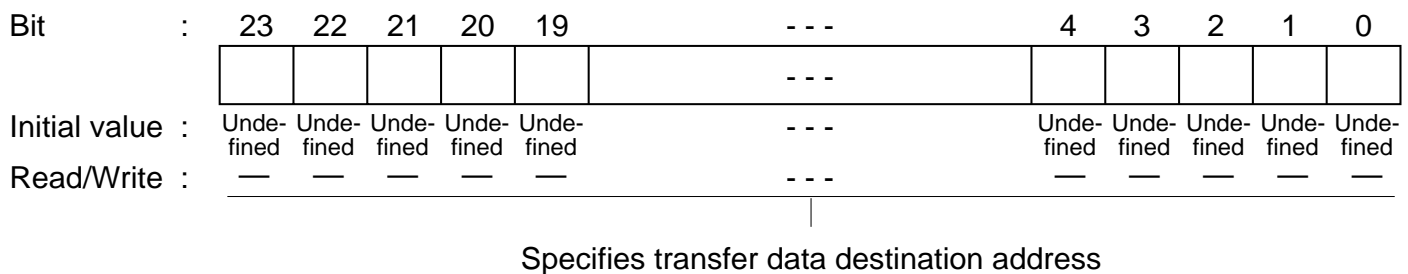 Bit : 23 22 21 20 19 - - - 4 3 2 1 0
- - -
Initial value : Unde- Unde- Unde- Unde- Unde- - - - Unde- Unde- Unde- Unde- Unde-
fined fined fined fined fined fined fined fined fined fined
Read/Write : — — — — — - - - — — — — —
Specifies transfer data destination address